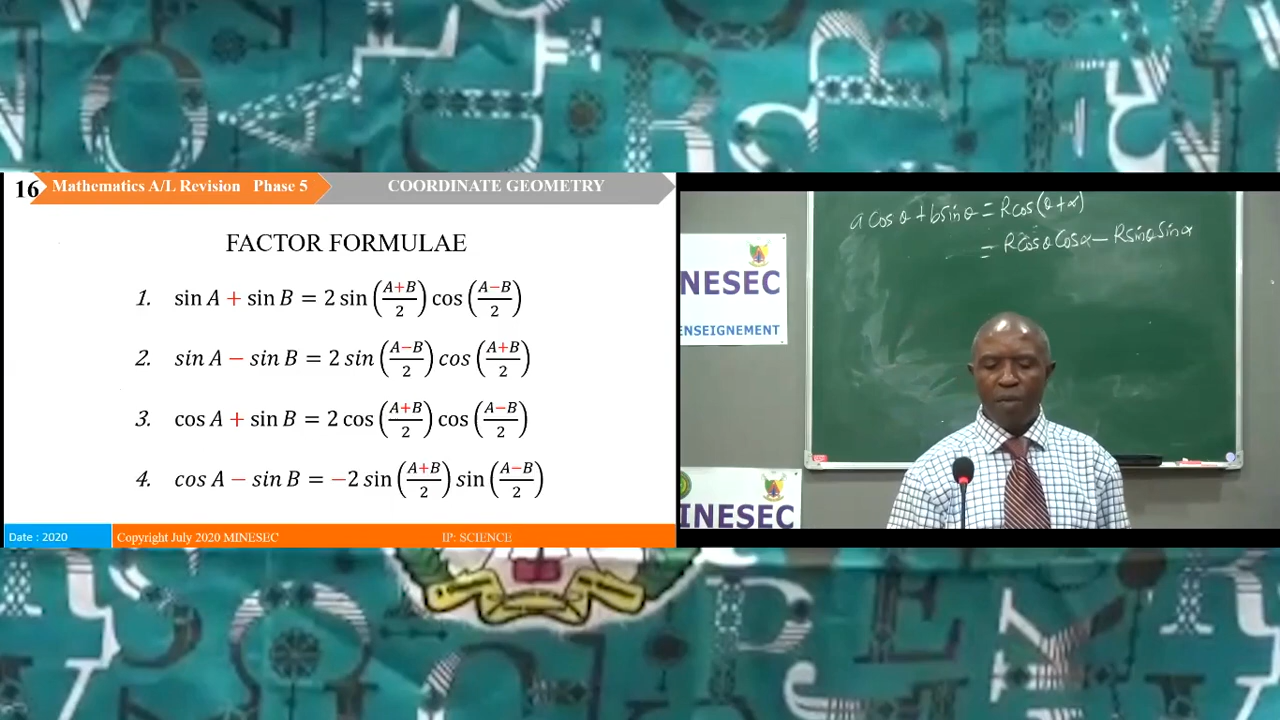 16 Mathematics A/L Revision Phase 5 COORDINATE GEOMETRY
FACTOR FORMULAE
1. sin A + sin B = 2 sin ((A+B)/2) cos ((A−B)/2)
2. sin A − sin B = 2 sin ((A−B)/2) cos ((A+B)/2)
3. cos A + sin B = 2 cos ((A+B)/2) cos ((A−B)/2)
4. cos A − sin B = −2 sin ((A+B)/2) sin ((A−B)/2)
Date : 2020 Copyright July 2020 MINESEC IP: SCIENCE
a cos θ + b sin θ = R cos (θ + α)
= R cos θ cos α − R sin θ sin α
NESEC
ENSEIGNEMENT
INESEC